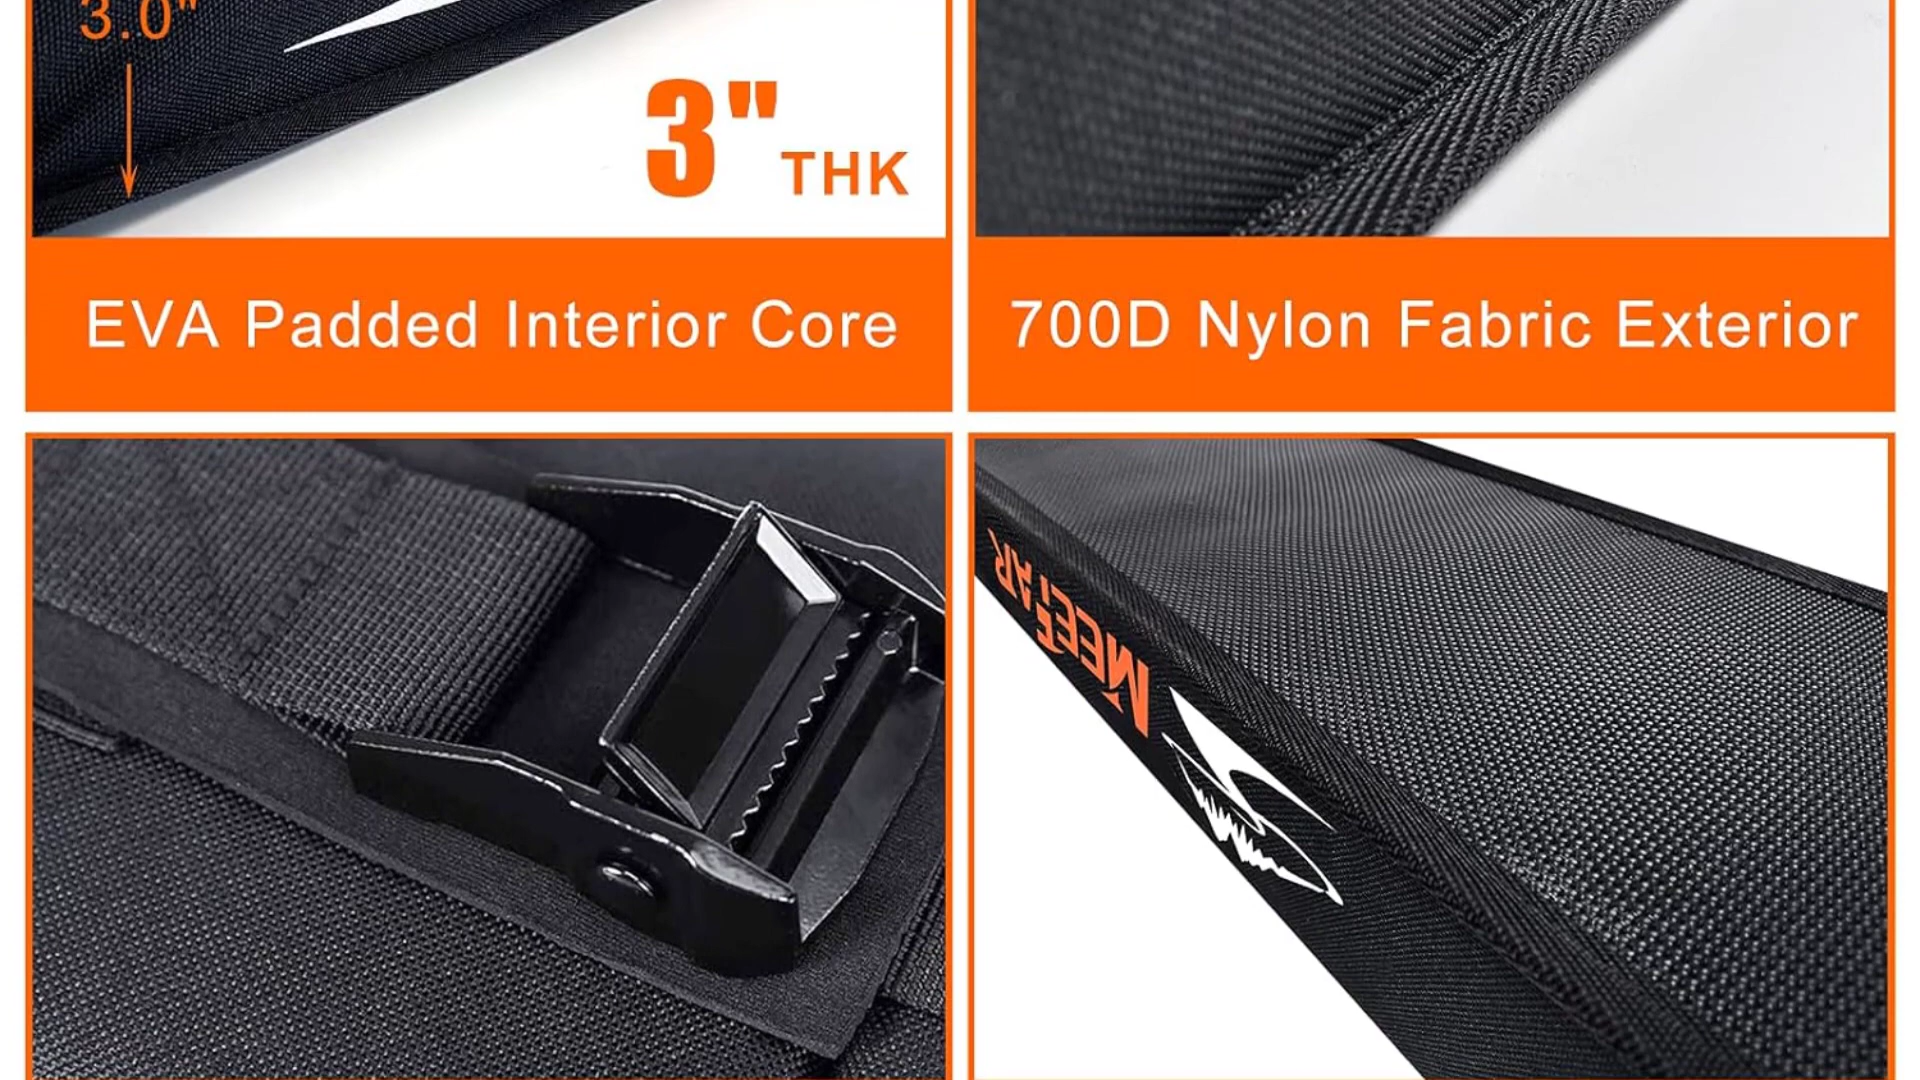 3.0"
3" THK
EVA Padded Interior Core
700D Nylon Fabric Exterior
MEEFAR